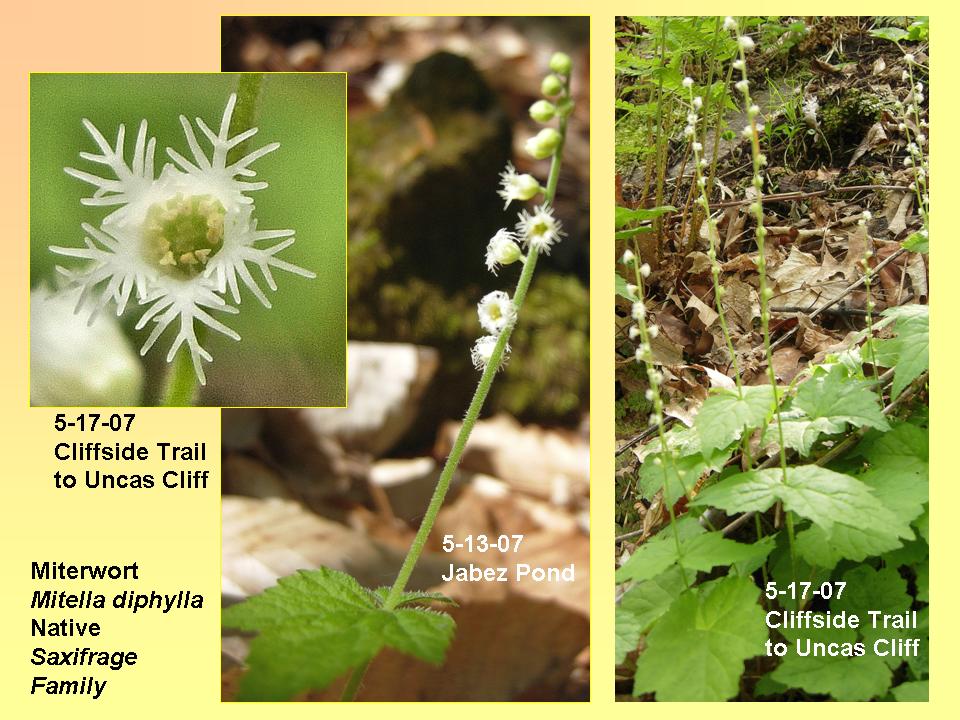 5-17-07
Cliffside Trail
to Uncas Cliff
Miterwort
Mitella diphylla
Native
Saxifrage
Family
5-13-07
Jabez Pond
5-17-07
Cliffside Trail
to Uncas Cliff